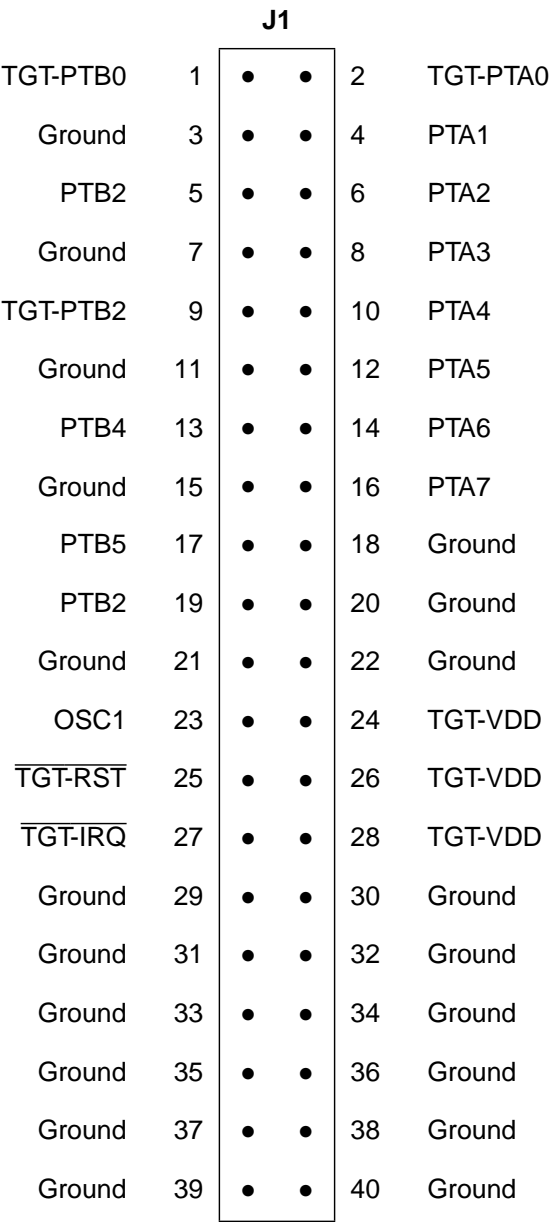 J1
TGT-PTB0 1 2 TGT-PTA0
Ground 3 4 PTA1
PTB2 5 6 PTA2
Ground 7 8 PTA3
TGT-PTB2 9 10 PTA4
Ground 11 12 PTA5
PTB4 13 14 PTA6
Ground 15 16 PTA7
PTB5 17 18 Ground
PTB2 19 20 Ground
Ground 21 22 Ground
OSC1 23 24 TGT-VDD
TGT-RST 25 26 TGT-VDD
TGT-IRQ 27 28 TGT-VDD
Ground 29 30 Ground
Ground 31 32 Ground
Ground 33 34 Ground
Ground 35 36 Ground
Ground 37 38 Ground
Ground 39 40 Ground